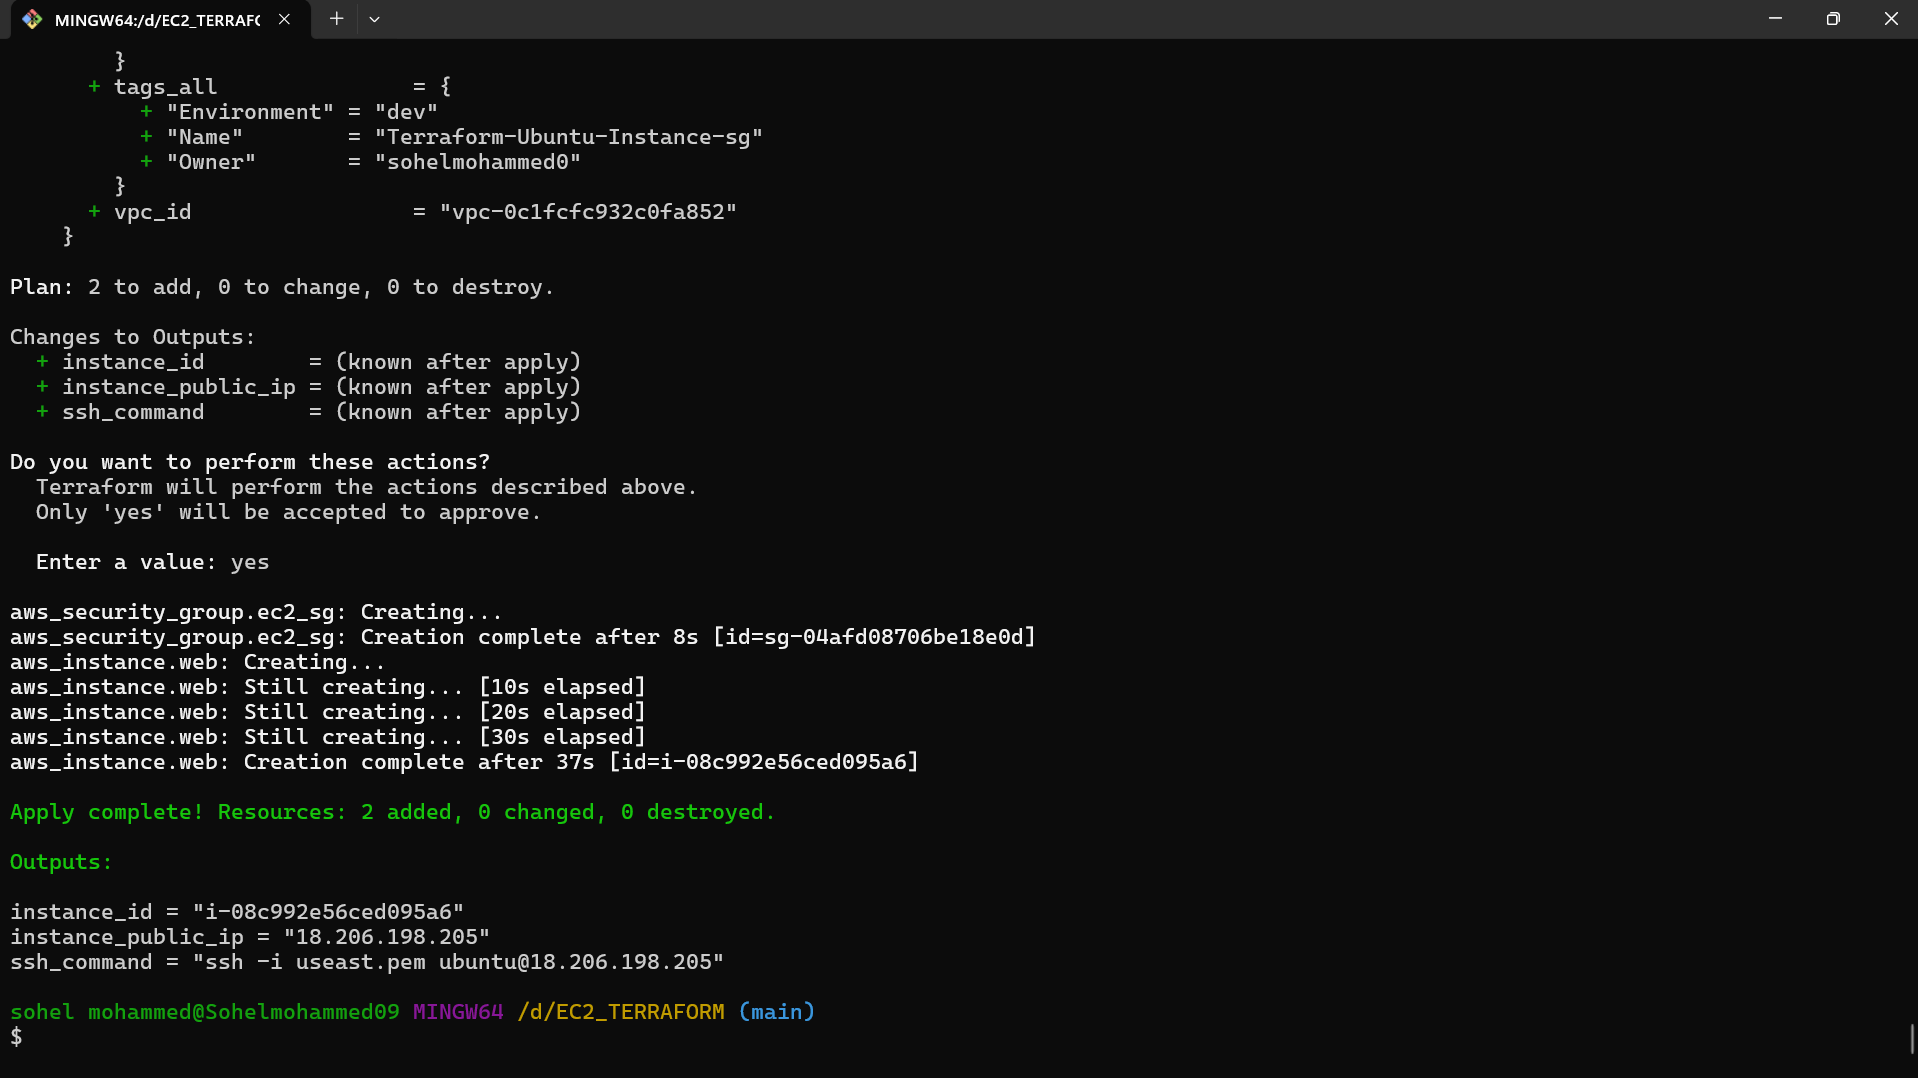 MINGW64:/d/EC2_TERRAF
}
+ tags_all = {
+ "Environment" = "dev"
+ "Name" = "Terraform-Ubuntu-Instance-sg"
+ "Owner" = "sohelmohammed0"
}
+ vpc_id = "vpc-0c1fcfc932c0fa852"
}
Plan: 2 to add, 0 to change, 0 to destroy.
Changes to Outputs:
+ instance_id = (known after apply)
+ instance_public_ip = (known after apply)
+ ssh_command = (known after apply)
Do you want to perform these actions?
Terraform will perform the actions described above.
Only 'yes' will be accepted to approve.
Enter a value: yes
aws_security_group.ec2_sg: Creating...
aws_security_group.ec2_sg: Creation complete after 8s [id=sg-04afd08706be18e0d]
aws_instance.web: Creating...
aws_instance.web: Still creating... [10s elapsed]
aws_instance.web: Still creating... [20s elapsed]
aws_instance.web: Still creating... [30s elapsed]
aws_instance.web: Creation complete after 37s [id=i-08c992e56ced095a6]
Apply complete! Resources: 2 added, 0 changed, 0 destroyed.
Outputs:
instance_id = "i-08c992e56ced095a6"
instance_public_ip = "18.206.198.205"
ssh_command = "ssh -i useast.pem ubuntu@18.206.198.205"
sohel mohammed@Sohelmohammed09 MINGW64 /d/EC2_TERRAFORM (main)
$